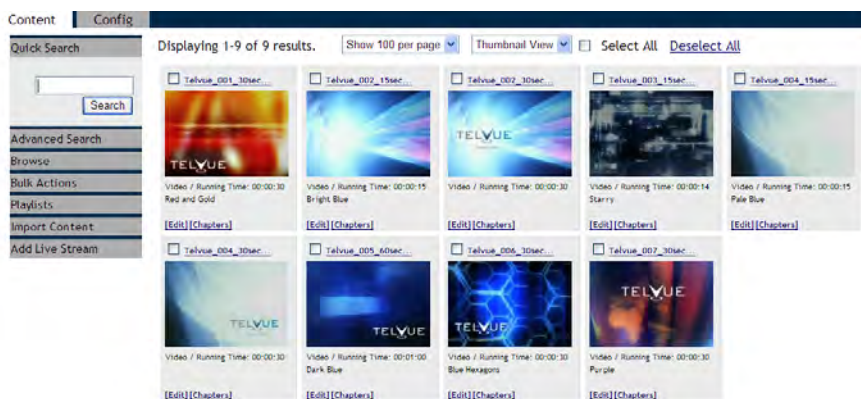 Content Config
Quick Search
Search
Advanced Search
Browse
Bulk Actions
Playlists
Import Content
Add Live Stream
Displaying 1-9 of 9 results. Show 100 per page Thumbnail View Select All Deselect All
Telvue_001_30sec... Telvue_002_15sec... Telvue_002_30sec... Telvue_003_15sec... Telvue_004_15sec...
TELVUE TELVUE
Video / Running Time: 00:00:30 Video / Running Time: 00:00:15 Video / Running Time: 00:00:30 Video / Running Time: 00:00:14 Video / Running Time: 00:00:15
Red and Gold Bright Blue Starry Pale Blue
[Edit][Chapters] [Edit][Chapters] [Edit][Chapters] [Edit][Chapters] [Edit][Chapters]
Telvue_004_30sec... Telvue_005_60sec... Telvue_006_30sec... Telvue_007_30sec...
TELVUE TELVUE TELVUE TELVUE
Video / Running Time: 00:00:30 Video / Running Time: 00:01:00 Video / Running Time: 00:00:30 Video / Running Time: 00:00:30
Dark Blue Blue Hexagons Purple
[Edit][Chapters] [Edit][Chapters] [Edit][Chapters] [Edit][Chapters]